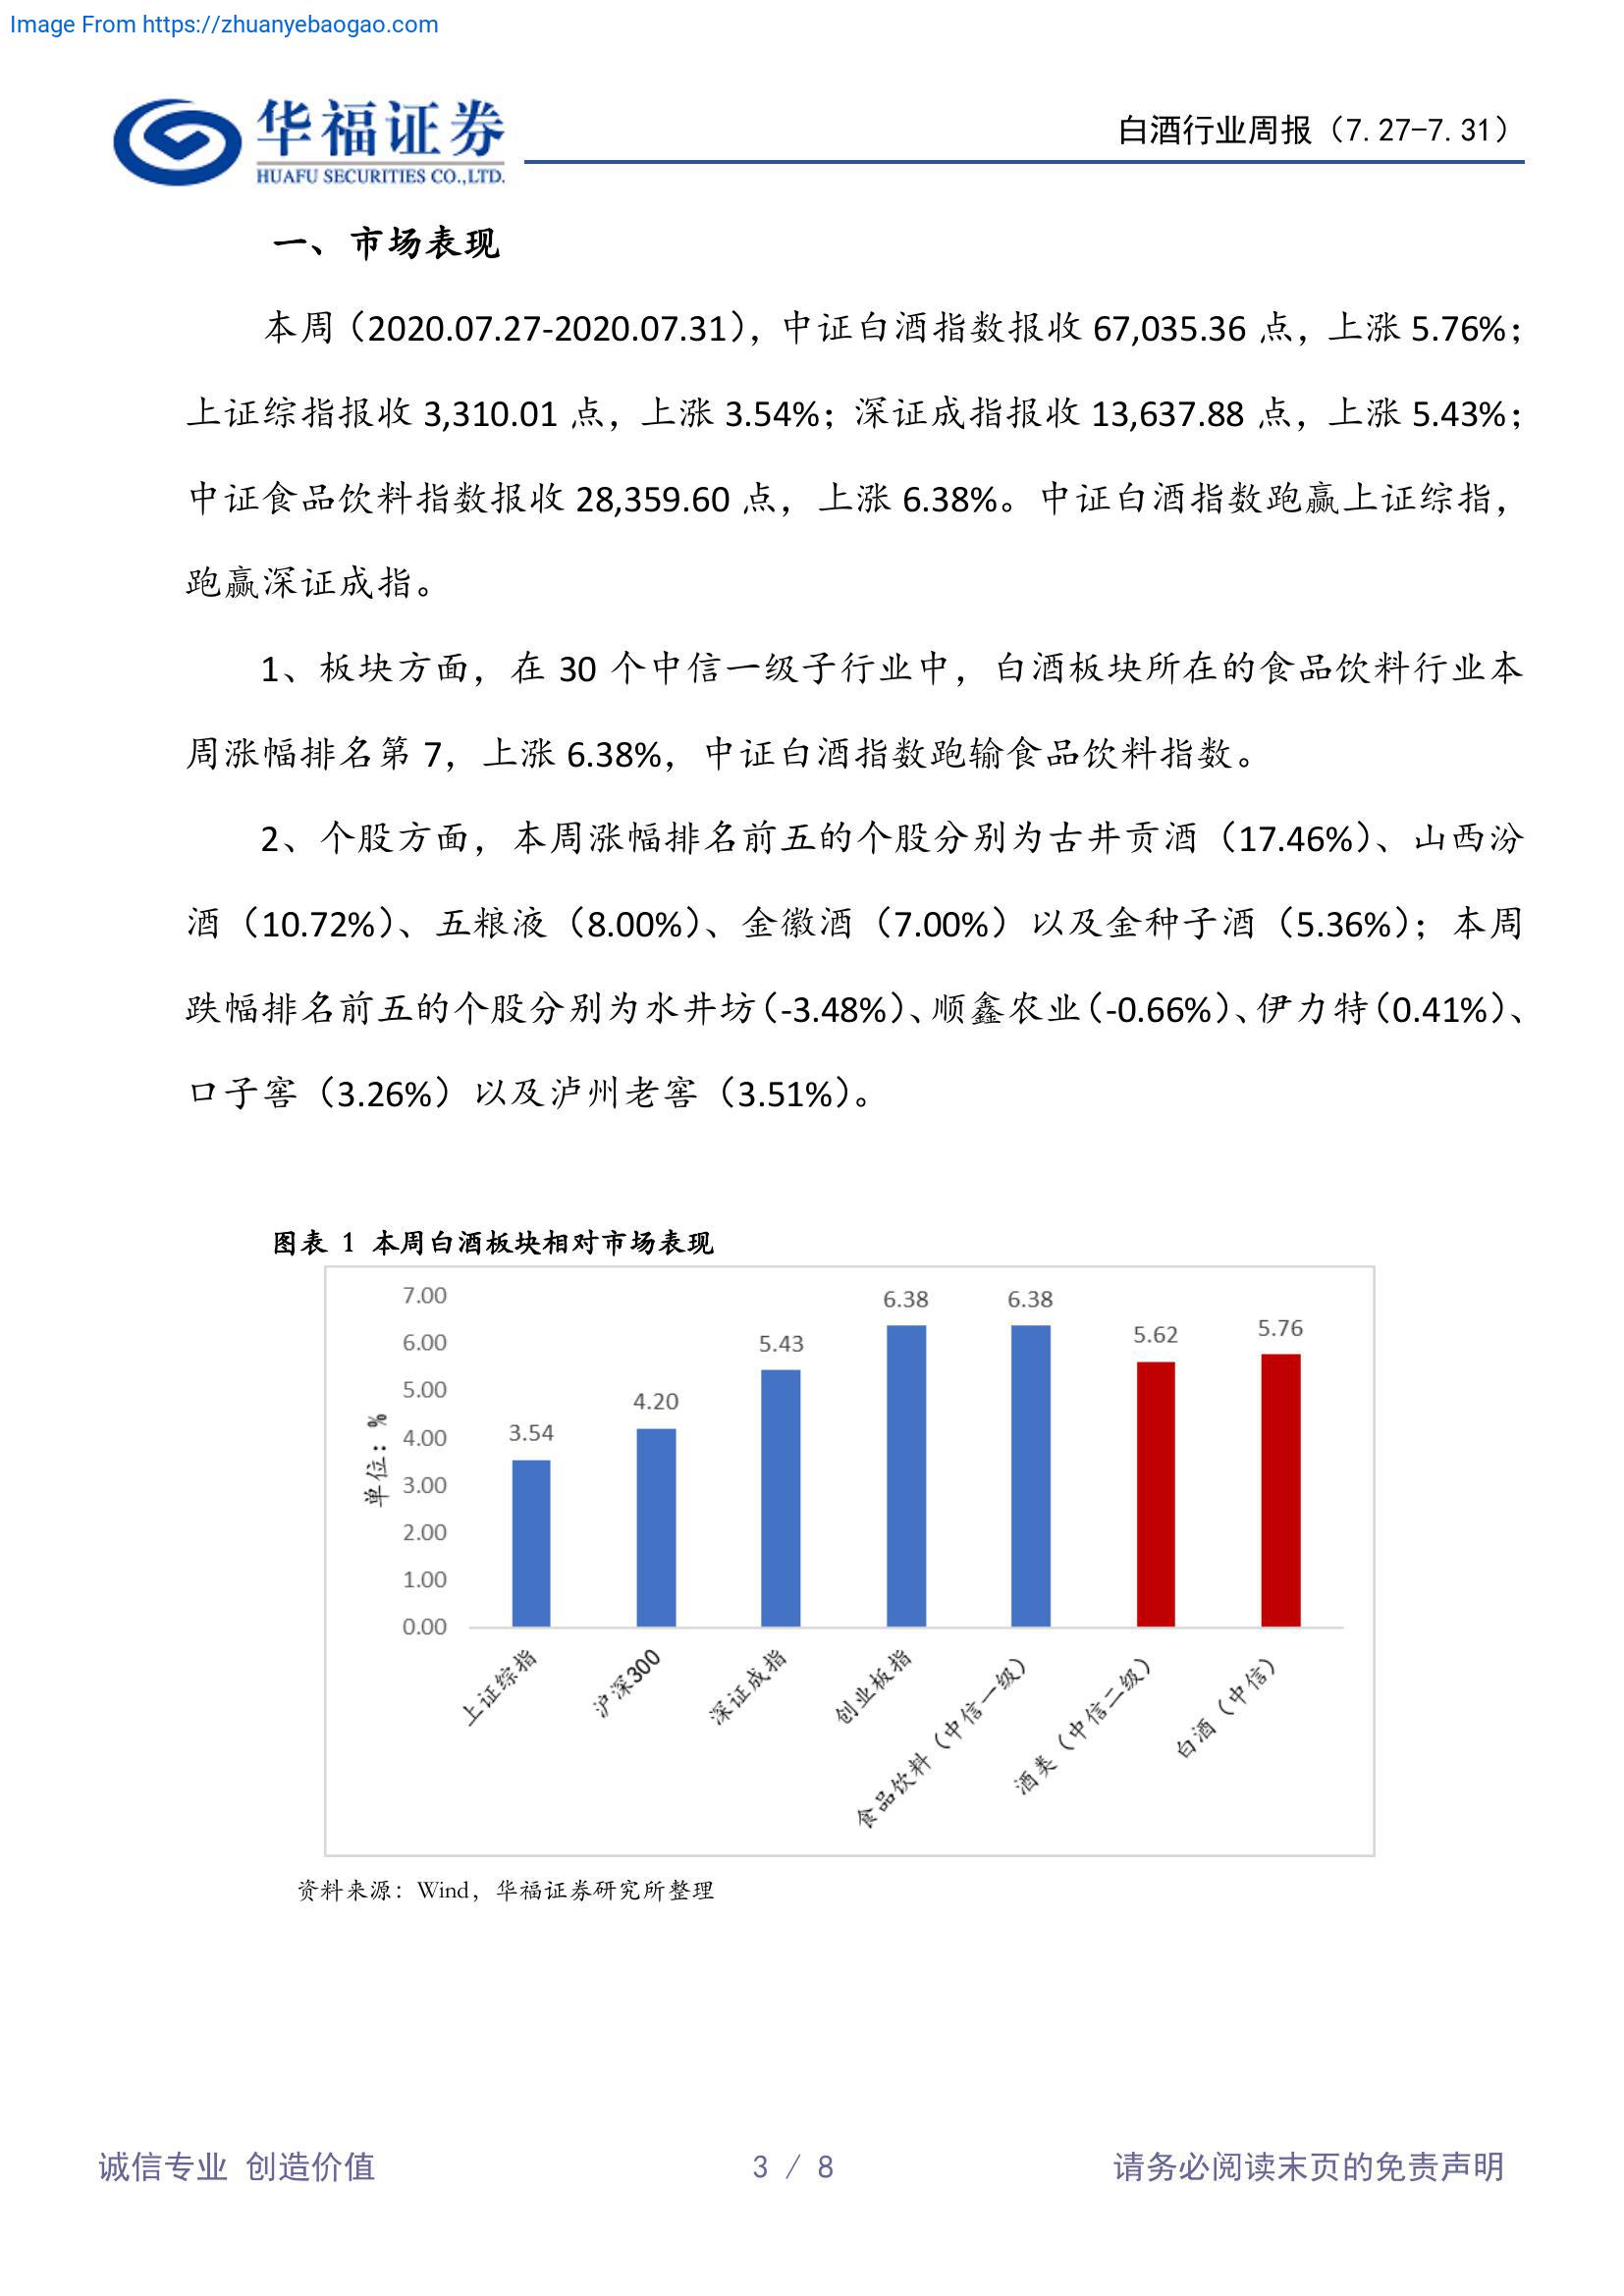 Image From https://zhuanyebaogao.com
华福证券
HUAFU SECURITIES CO.,LTD.
白酒行业周报（7.27-7.31）
一、市场表现
本周（2020.07.27-2020.07.31），中证白酒指数报收 67,035.36 点，上涨 5.76%；
上证综指报收 3,310.01 点，上涨 3.54%；深证成指报收 13,637.88 点，上涨 5.43%；
中证食品饮料指数报收 28,359.60 点，上涨 6.38%。中证白酒指数跑赢上证综指，
跑赢深证成指。
1、板块方面，在 30 个中信一级子行业中，白酒板块所在的食品饮料行业本
周涨幅排名第 7，上涨 6.38%，中证白酒指数跑输食品饮料指数。
2、个股方面，本周涨幅排名前五的个股分别为古井贡酒（17.46%）、山西汾
酒（10.72%）、五粮液（8.00%）、金徽酒（7.00%）以及金种子酒（5.36%）；本周
跌幅排名前五的个股分别为水井坊（-3.48%）、顺鑫农业（-0.66%）、伊力特（0.41%）、
口子窖（3.26%）以及泸州老窖（3.51%）。
图表 1 本周白酒板块相对市场表现
单位：%
7.00
6.00
5.00
4.00
3.00
2.00
1.00
0.00
3.54
4.20
5.43
6.38
6.38
5.62
5.76
上证综指
沪深300
深证成指
创业板指
食品饮料（中信一级）
酒类（中信二级）
白酒（中信）
资料来源：Wind，华福证券研究所整理
诚信专业 创造价值
3 / 8
请务必阅读末页的免责声明